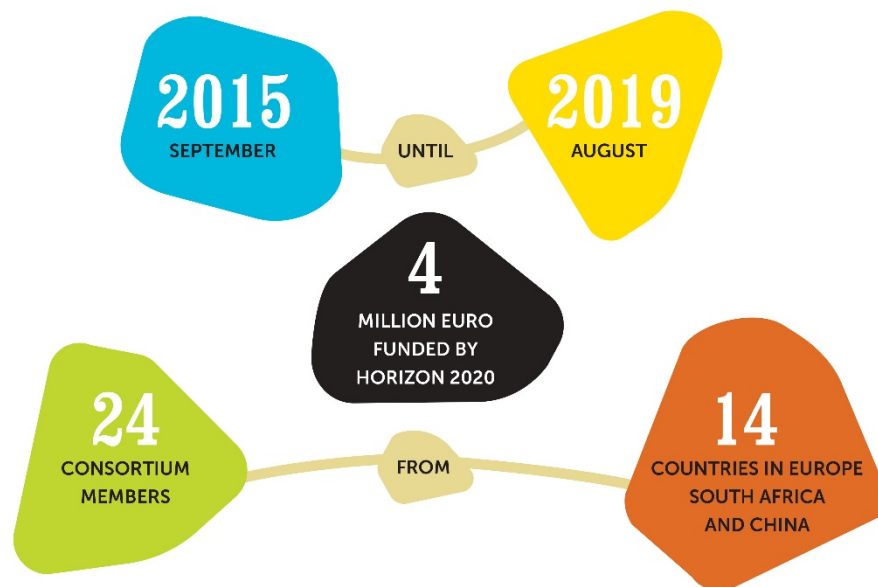 2015
SEPTEMBER
UNTIL
2019
AUGUST
4
MILLION EURO
FUNDED BY
HORIZON 2020
24
CONSORTIUM
MEMBERS
FROM
14
COUNTRIES IN EUROPE
SOUTH AFRICA
AND CHINA